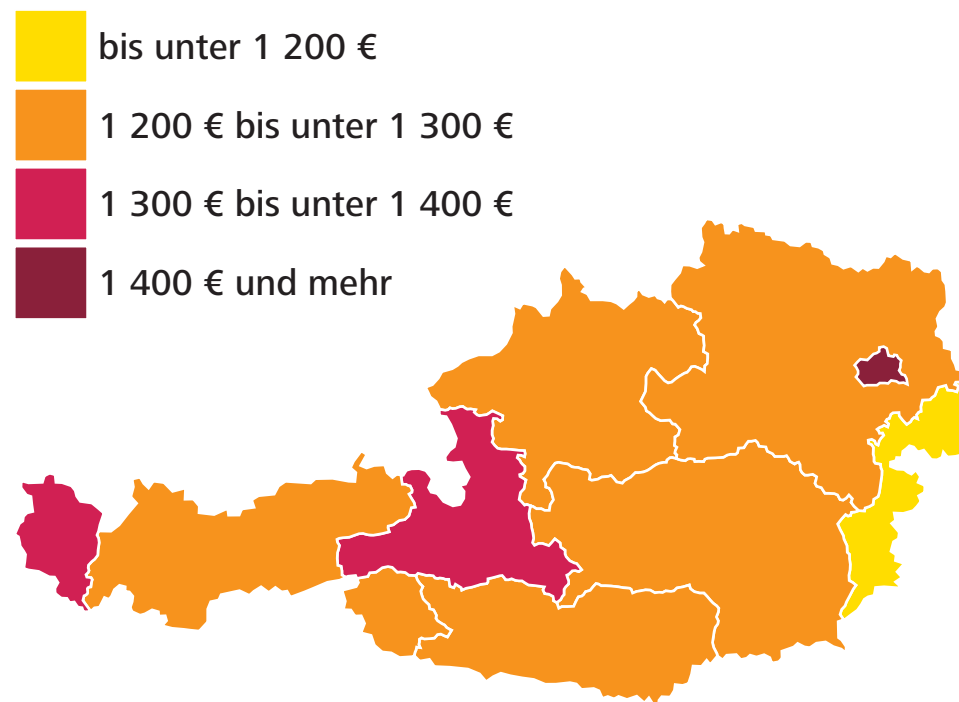 bis unter 1 200 €
1 200 € bis unter 1 300 €
1 300 € bis unter 1 400 €
1 400 € und mehr